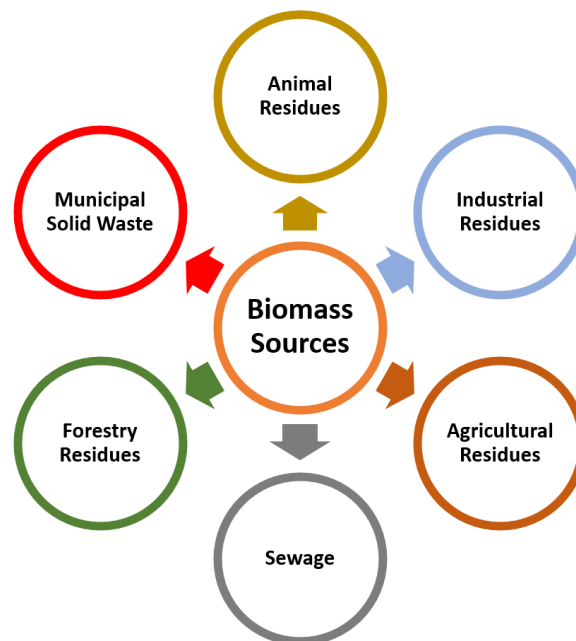 Animal
Residues
Municipal
Solid Waste
Industrial
Residues
Biomass
Sources
Forestry
Residues
Agricultural
Residues
Sewage